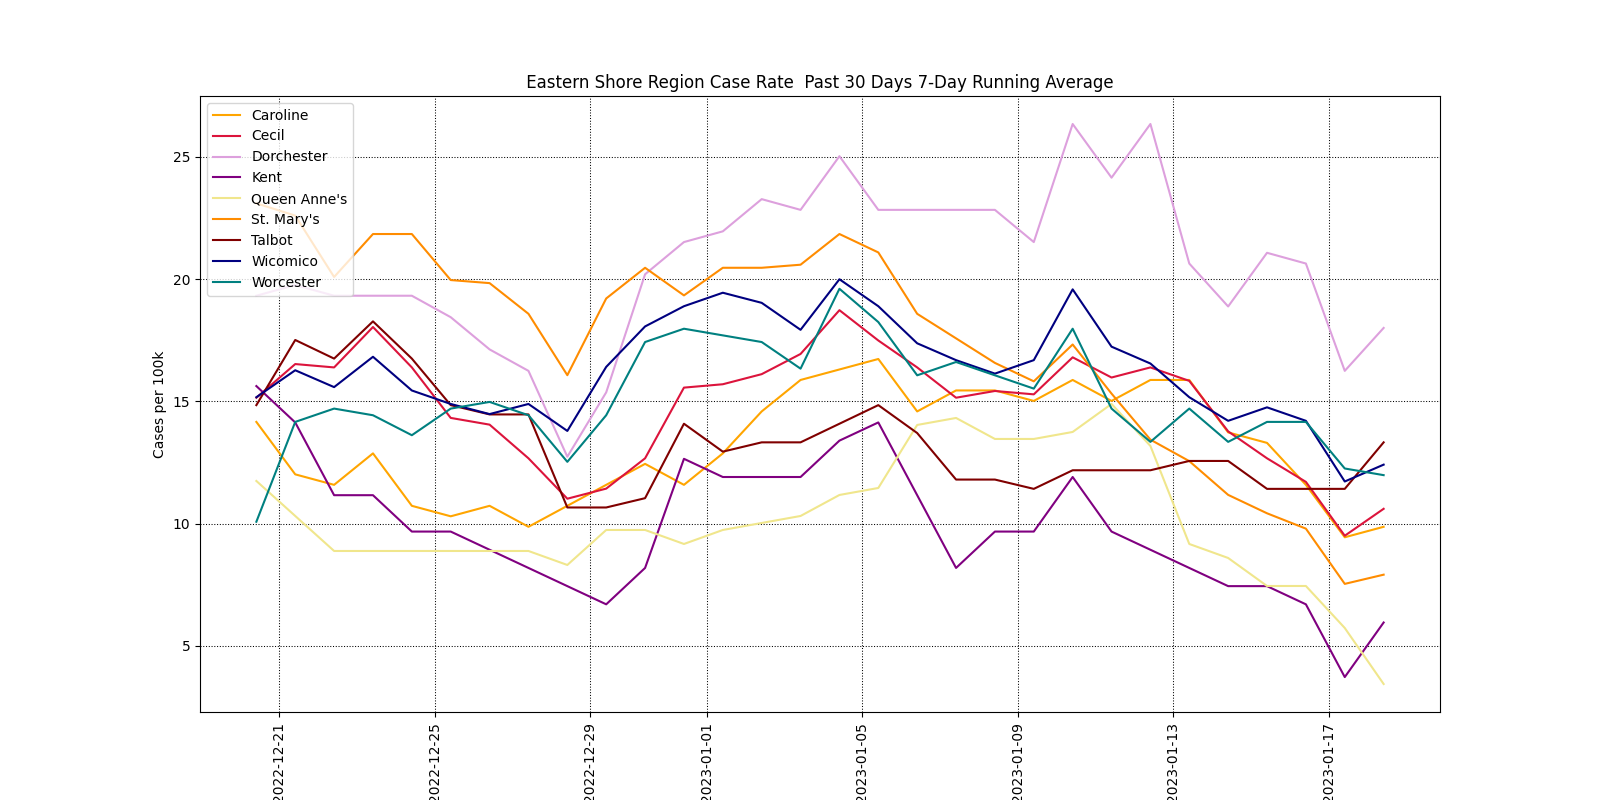 Eastern Shore Region Case Rate  Past 30 Days 7-Day Running Average
Caroline
Cecil
Dorchester
Kent
Queen Anne's
St. Mary's
Talbot
Wicomico
Worcester
25
20
15
10
5
Cases per 100k
2022-12-21
2022-12-25
2022-12-29
2023-01-01
2023-01-05
2023-01-09
2023-01-13
2023-01-17